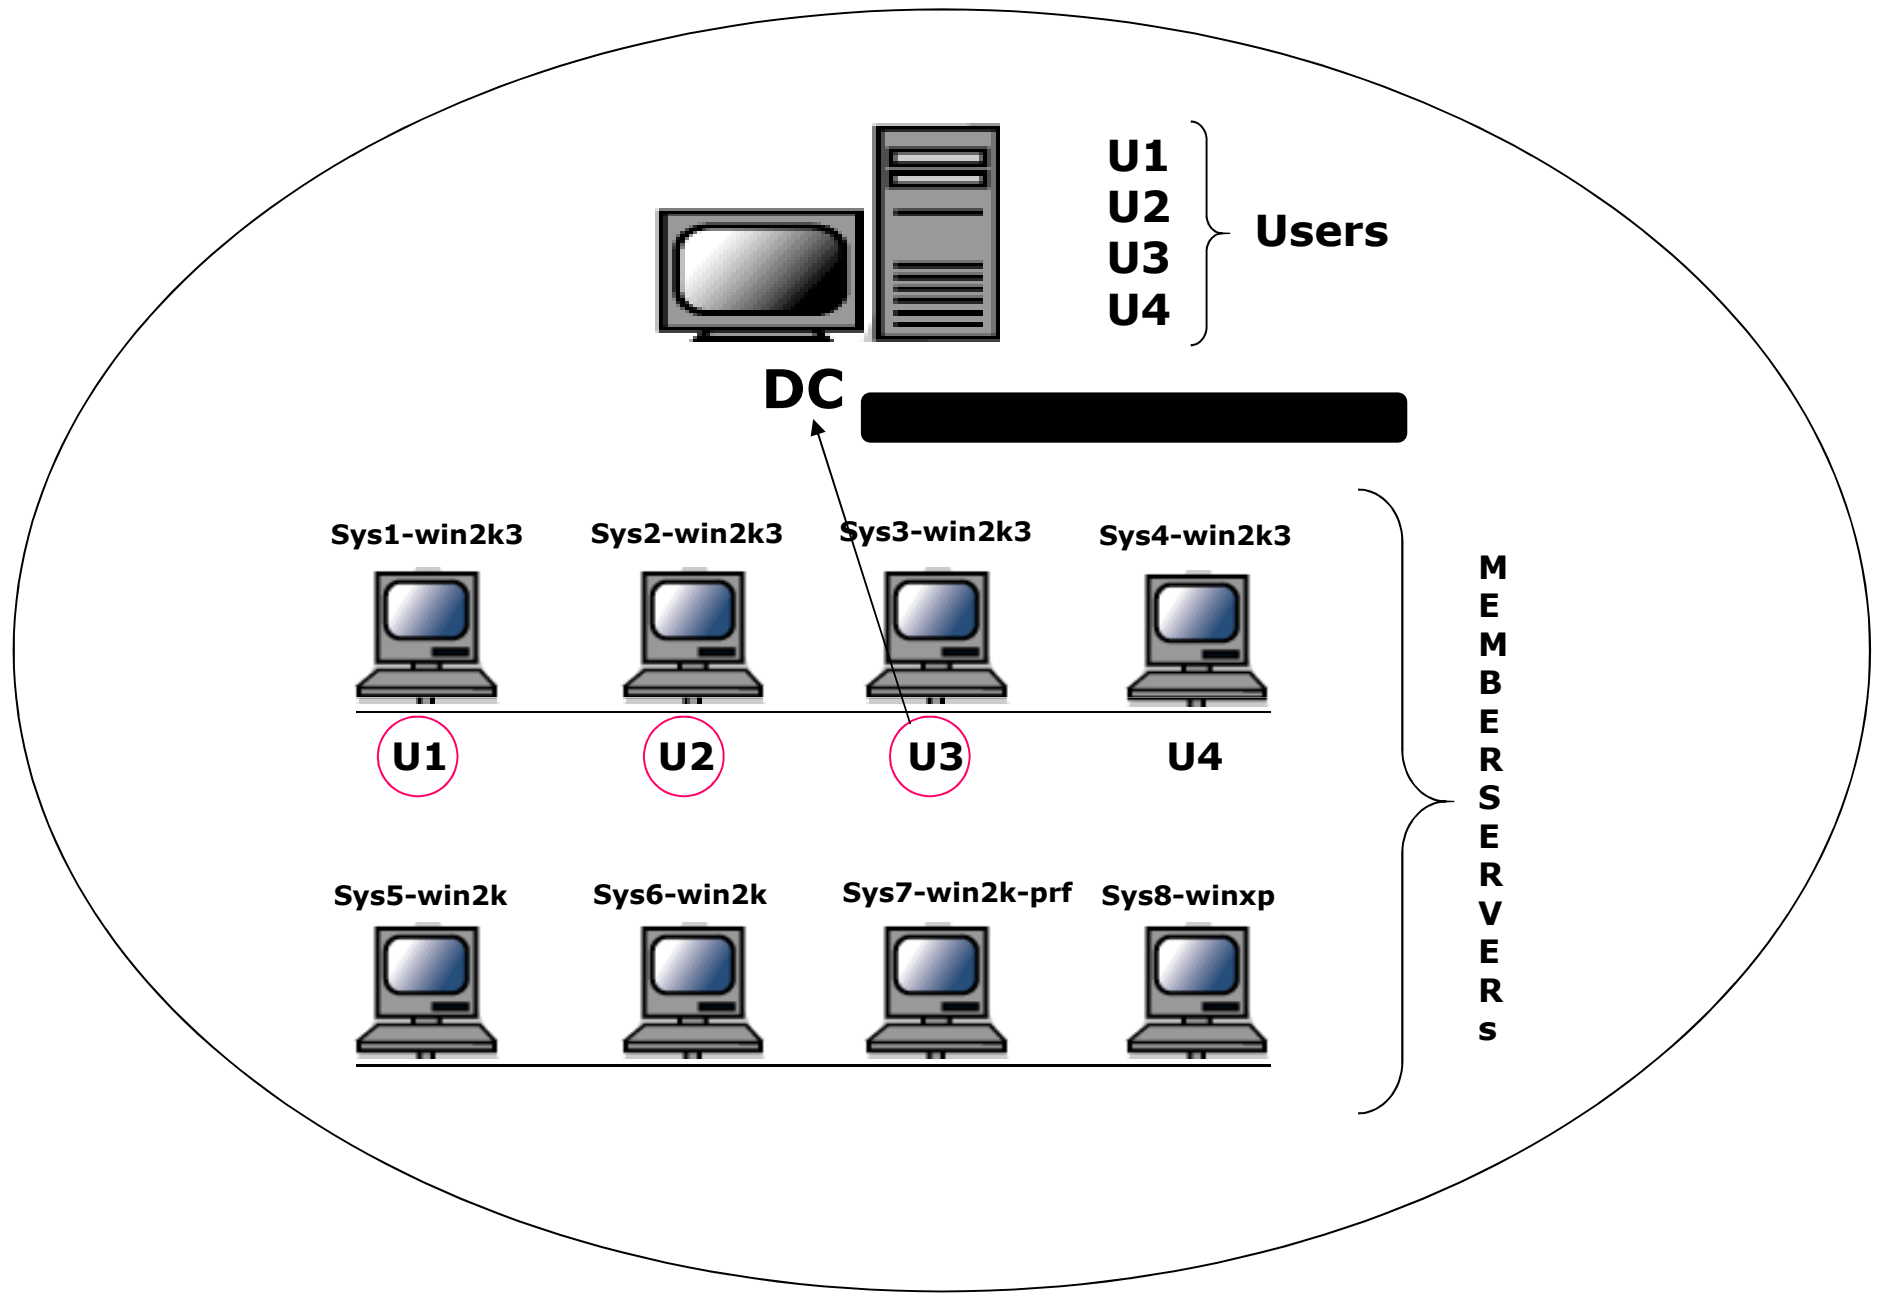 U1
U2
U3
U4
Users
DC
Sys1-win2k3
Sys2-win2k3
Sys3-win2k3
Sys4-win2k3
U1
U2
U3
U4
Sys5-win2k
Sys6-win2k
Sys7-win2k-prf
Sys8-winxp
M
E
M
B
E
R
S
E
R
V
E
R
s